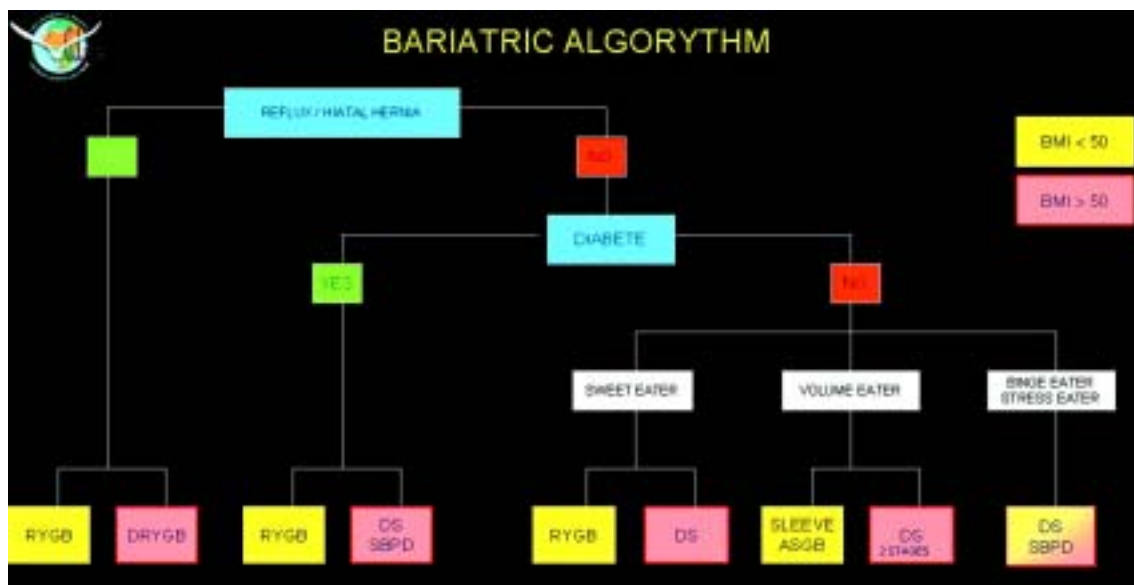 BARIATRIC ALGORYTHM
REFLUX / HIATAL HERNIA
NO
BMI < 50
BMI > 50
DIABETE
YES
NO
SWEET EATER
VOLUME EATER
BINGE EATER
STRESS EATER
RYGB
DRYGB
RYGB
DS
SBPD
RYGB
DS
SLEEVE
ASGB
DS
2 STAGES
DS
SBPD